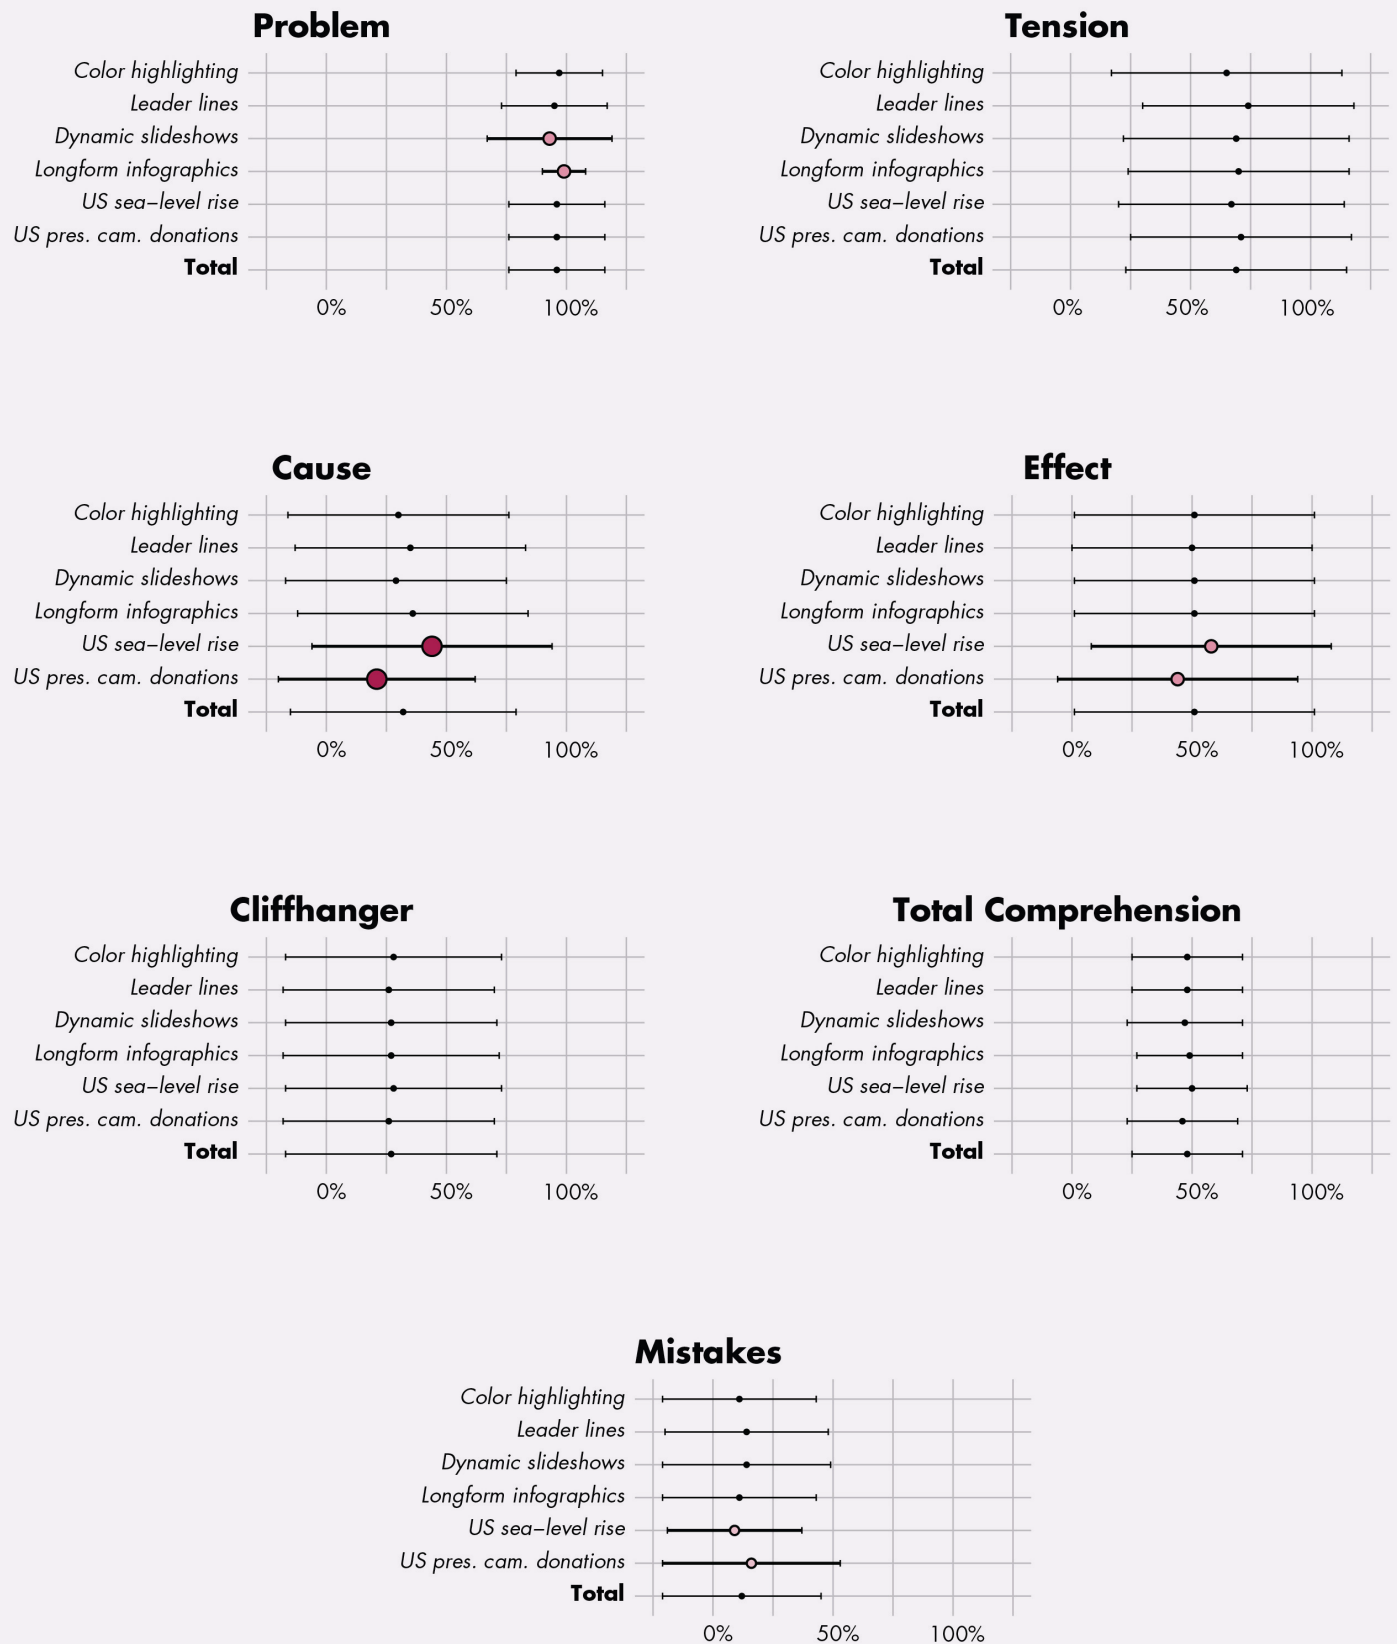 Problem
Color highlighting
Leader lines
Dynamic slideshows
Longform infographics
US sea–level rise
US pres. cam. donations
Total
0% 50% 100%
Tension
Color highlighting
Leader lines
Dynamic slideshows
Longform infographics
US sea–level rise
US pres. cam. donations
Total
0% 50% 100%
Cause
Color highlighting
Leader lines
Dynamic slideshows
Longform infographics
US sea–level rise
US pres. cam. donations
Total
0% 50% 100%
Effect
Color highlighting
Leader lines
Dynamic slideshows
Longform infographics
US sea–level rise
US pres. cam. donations
Total
0% 50% 100%
Cliffhanger
Color highlighting
Leader lines
Dynamic slideshows
Longform infographics
US sea–level rise
US pres. cam. donations
Total
0% 50% 100%
Total Comprehension
Color highlighting
Leader lines
Dynamic slideshows
Longform infographics
US sea–level rise
US pres. cam. donations
Total
0% 50% 100%
Mistakes
Color highlighting
Leader lines
Dynamic slideshows
Longform infographics
US sea–level rise
US pres. cam. donations
Total
0% 50% 100%